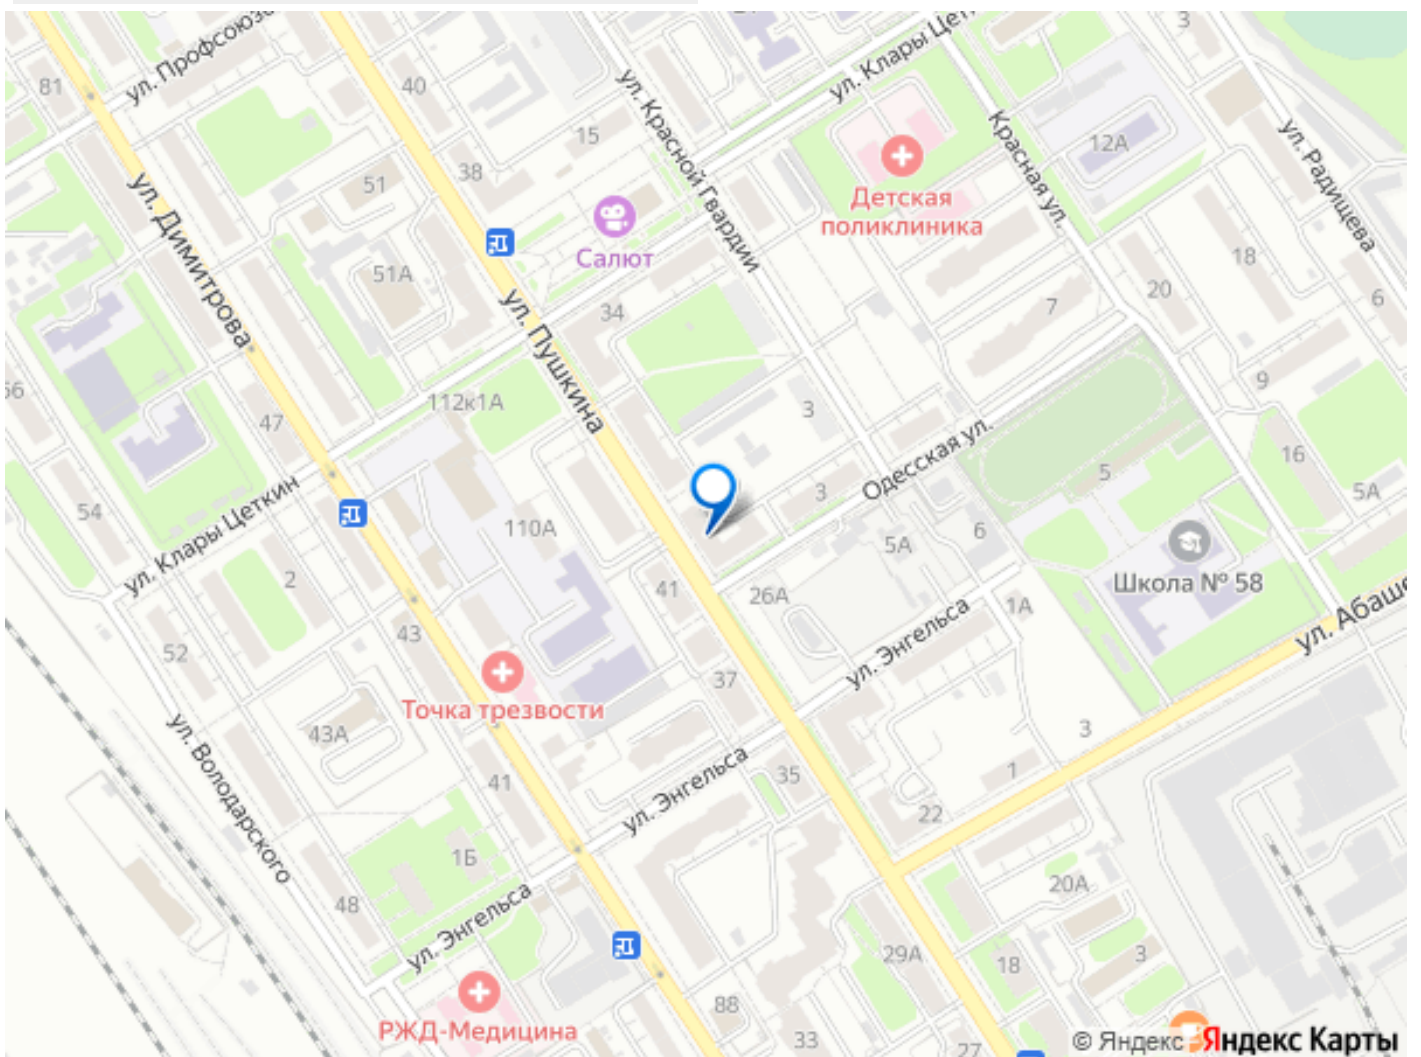 ул. Профсоюзо
81
40
ул. Красной Гвардии
ул. Клары Цетк
3
15
38
51
12А
Красная ул.
ул. Радищева
Детская
поликлиника
ул. Димитрова
Салют
51А
18
20
6
7
34
ул. Пушкина
112к1А
47
3
9
66
Одесская ул.
16
5
3
5А
54
ул. Клары Цеткин
110А
5А
6
Школа № 58
2
41
26А
1А
ул. Абаше
43
52
ул. Энгельса
37
Точка трезвости
43А
3
ул. Володарского
41
ул. Энгельса
35
1
22
1Б
20А
48
ул. Энгельса
29А
18
3
РЖД-Медицина
88
33
27
© Яндекс Яндекс Карты